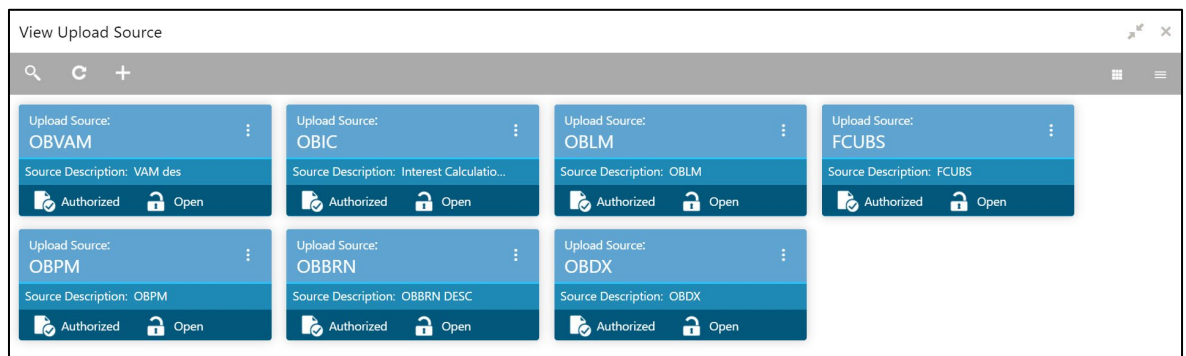 View Upload Source
Upload Source:
OBVAM
Source Description: VAM des
Authorized Open
Upload Source:
OBIC
Source Description: Interest Calculatio...
Authorized Open
Upload Source:
OBLM
Source Description: OBLM
Authorized Open
Upload Source:
FCUBS
Source Description: FCUBS
Authorized Open
Upload Source:
OBPM
Source Description: OBPM
Authorized Open
Upload Source:
OBBRN
Source Description: OBBRN DESC
Authorized Open
Upload Source:
OBDX
Source Description: OBDX
Authorized Open